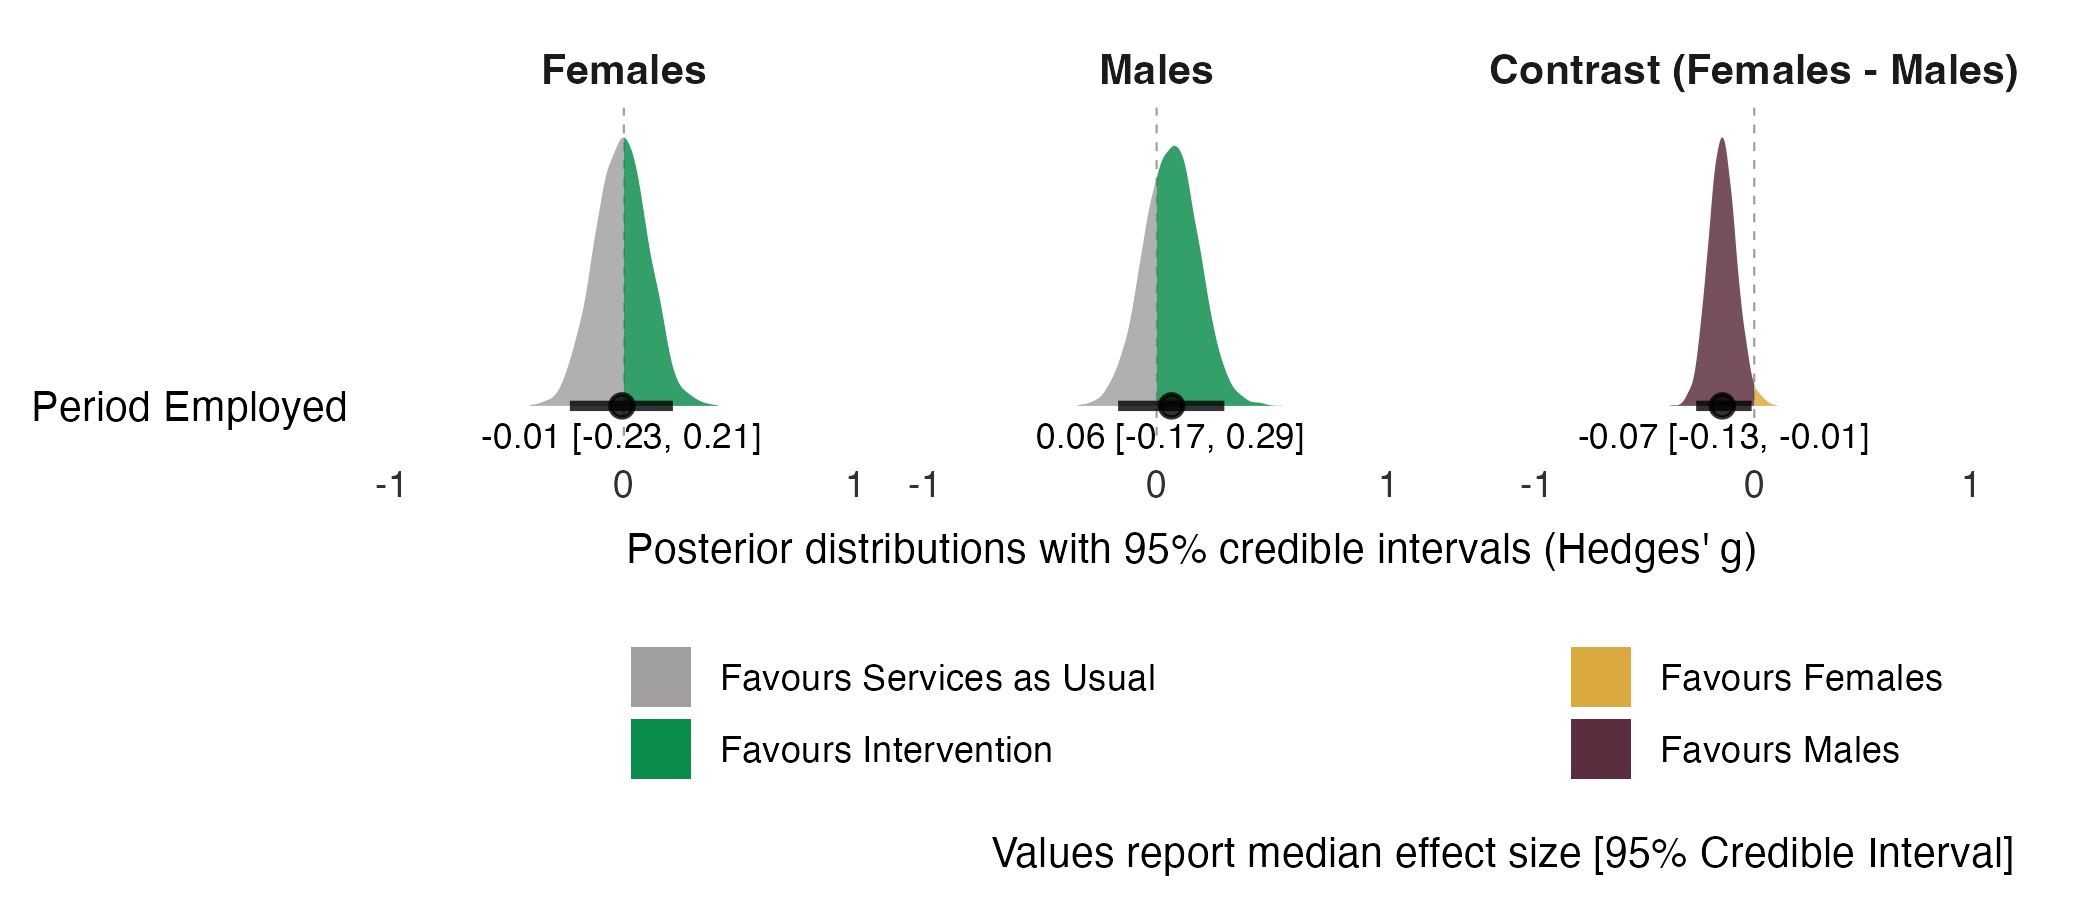 Females Males Contrast (Females - Males)
Period Employed
-0.01 [-0.23, 0.21] 0.06 [-0.17, 0.29] -0.07 [-0.13, -0.01]
-1 0 1 -1 0 1 -1 0 1
Posterior distributions with 95% credible intervals (Hedges' g)
Favours Services as Usual Favours Females
Favours Intervention Favours Males
Values report median effect size [95% Credible Interval]